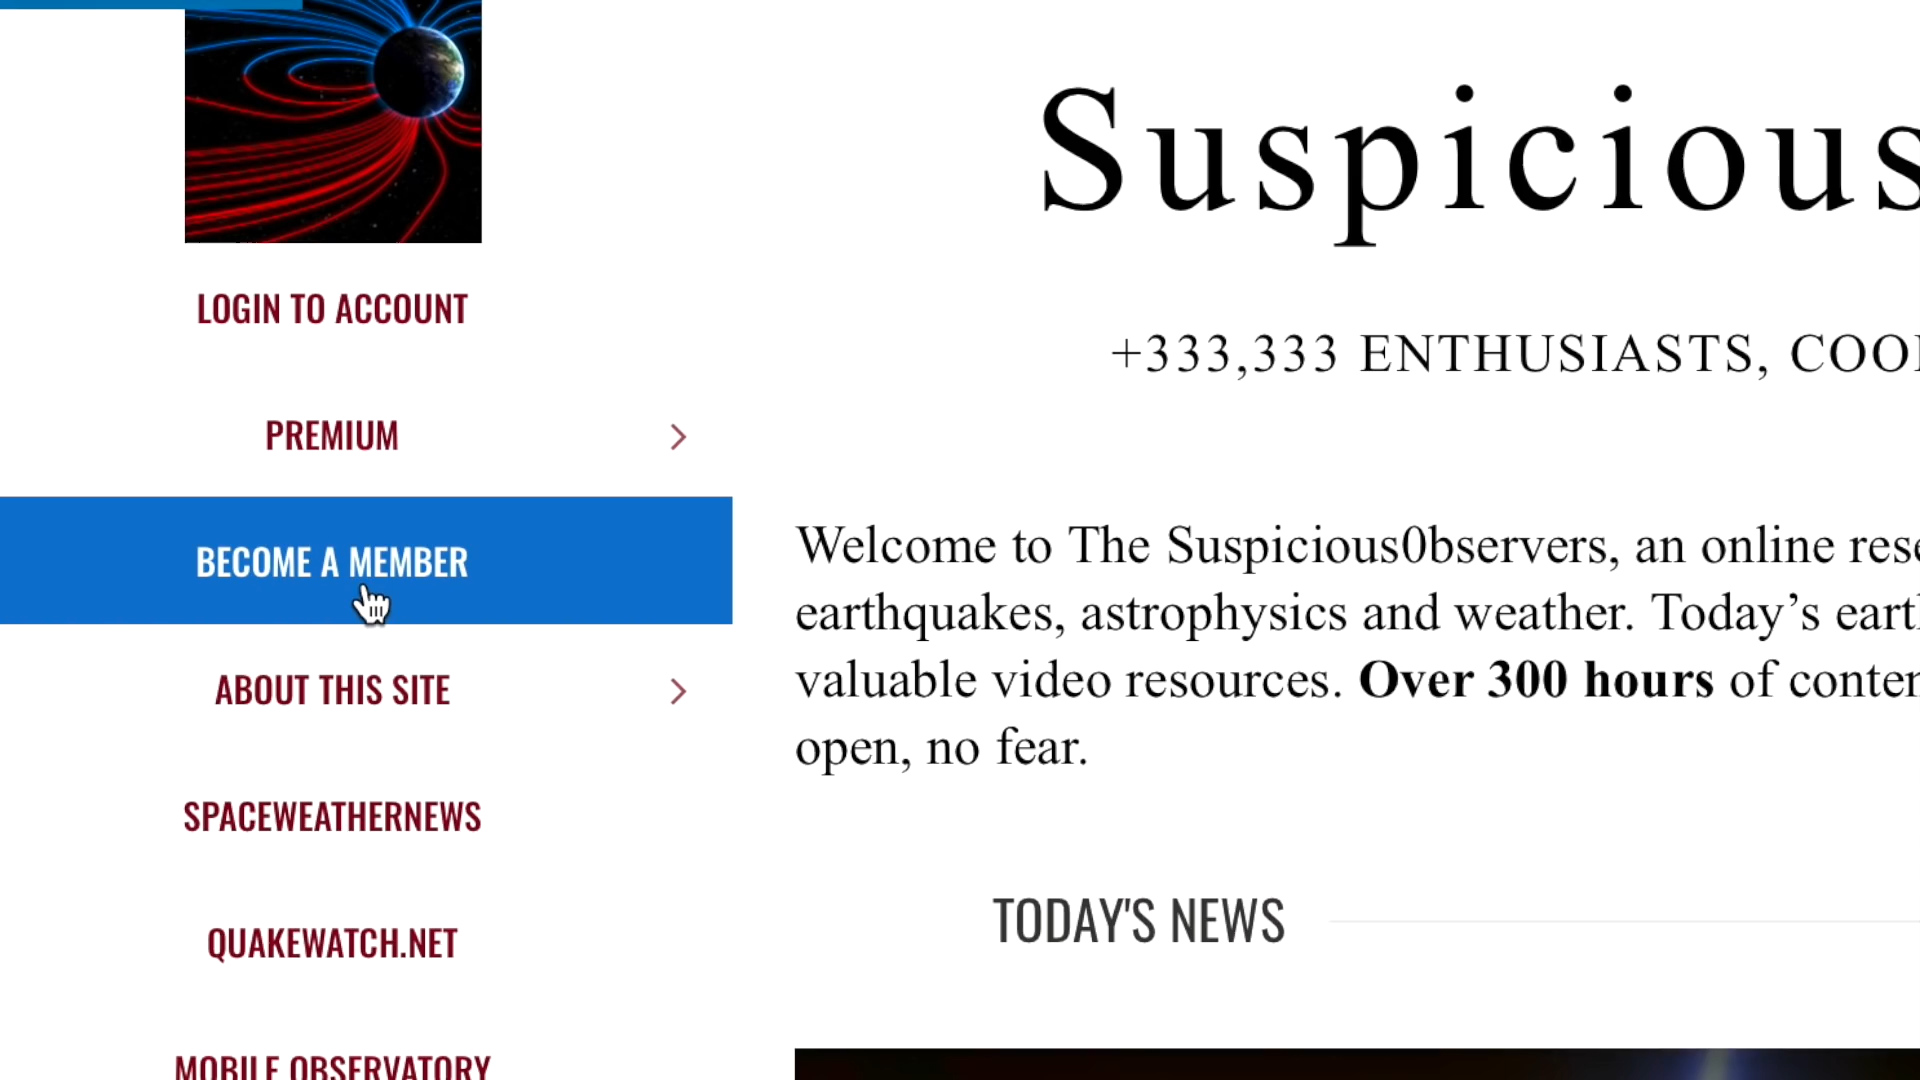 Suspicious
+333,333 ENTHUSIASTS,
LOGIN TO ACCOUNT
PREMIUM
BECOME A MEMBER
ABOUT THIS SITE
SPACEWEATHERNEWS
QUAKEWATCH.NET
MOBILE OBSERVATORY
Welcome to The Suspicious0bservers, an online
earthquakes, astrophysics and weather. Today’s
valuable video resources. Over 300 hours of
open, no fear.
TODAY'S NEWS